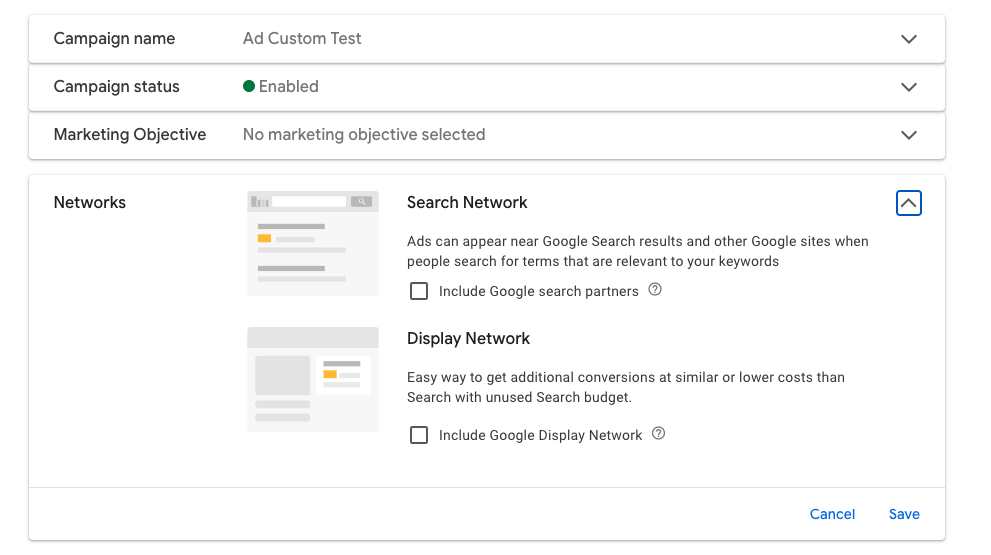 Campaign name Ad Custom Test
Campaign status Enabled
Marketing Objective No marketing objective selected
Networks
Search Network
Ads can appear near Google Search results and other Google sites when
people search for terms that are relevant to your keywords
Include Google search partners
Display Network
Easy way to get additional conversions at similar or lower costs than
Search with unused Search budget.
Include Google Display Network
Cancel Save